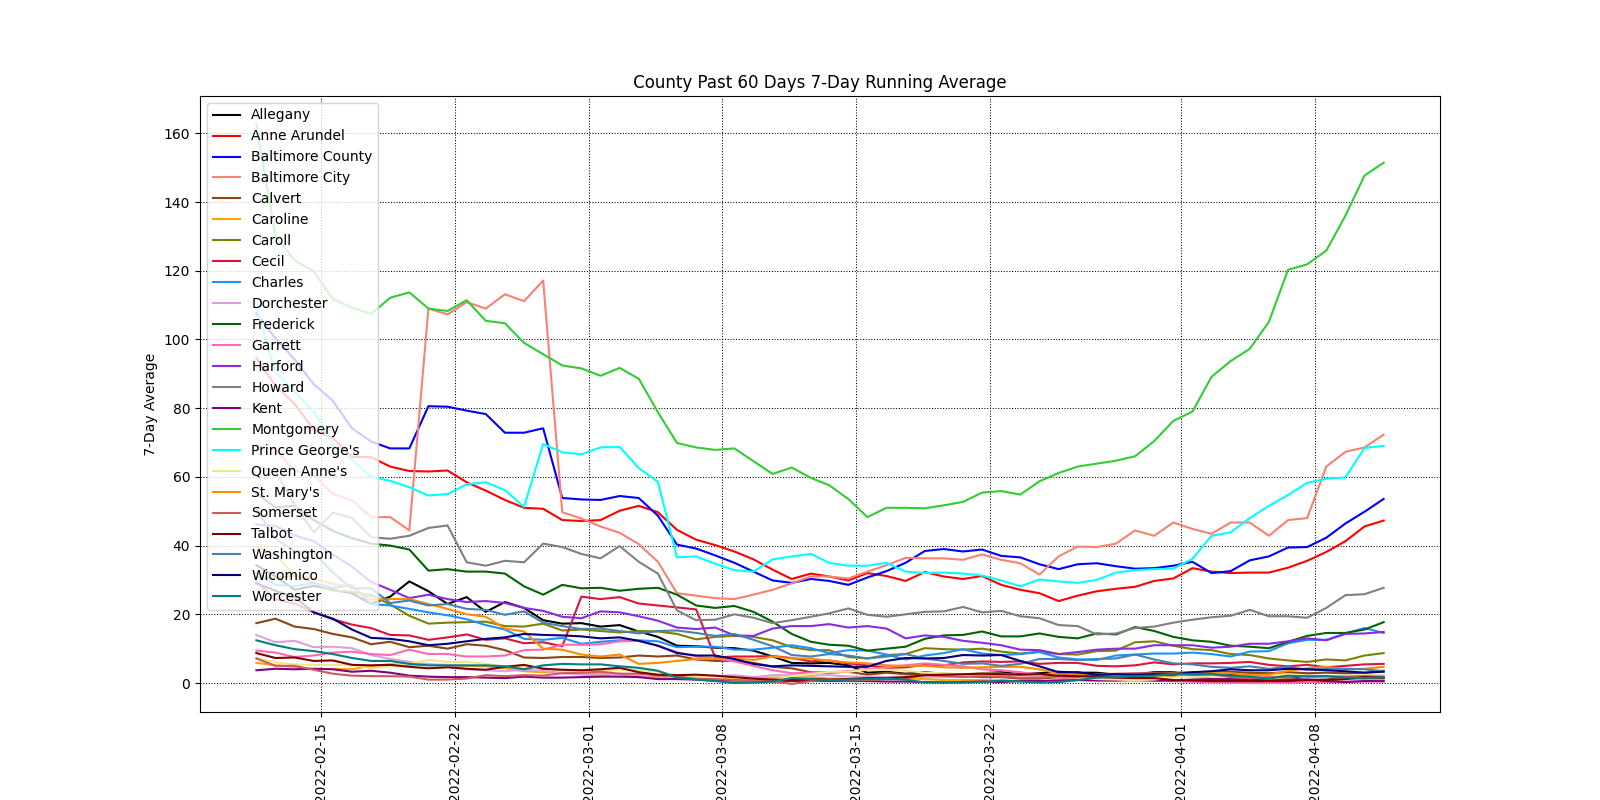 County Past 60 Days 7-Day Running Average
7-Day Average
160
140
120
100
80
60
40
20
0
Allegany
Anne Arundel
Baltimore County
Baltimore City
Calvert
Caroline
Caroll
Cecil
Charles
Dorchester
Frederick
Garrett
Harford
Howard
Kent
Montgomery
Prince George's
Queen Anne's
St. Mary's
Somerset
Talbot
Washington
Wicomico
Worcester
2022-02-15
2022-02-22
2022-03-01
2022-03-08
2022-03-15
2022-03-22
2022-04-01
2022-04-08